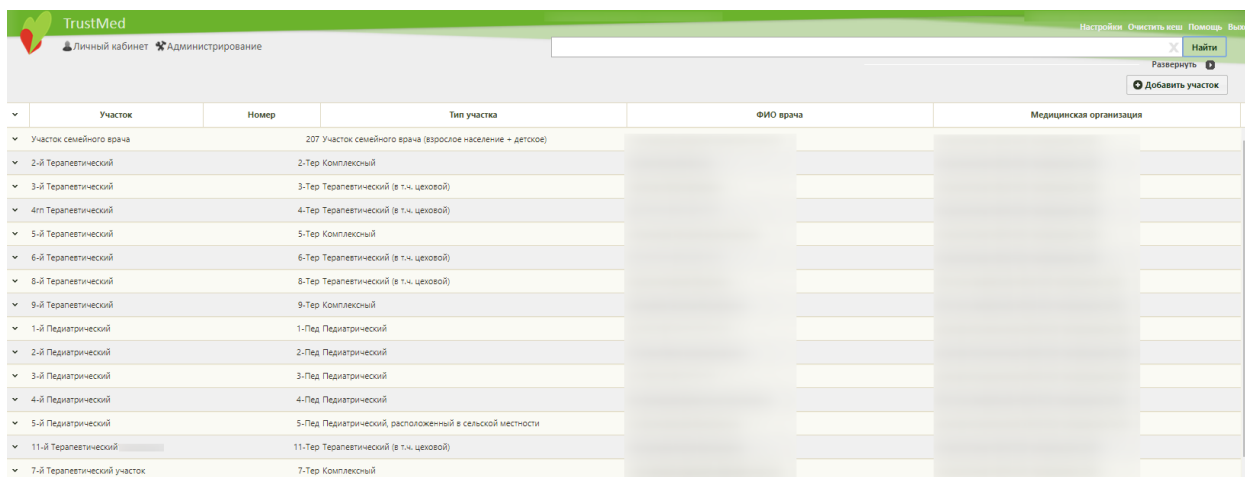 TrustMed
Настройки Очистить кеш Помощь
Личный кабинет Администрирование
Найти
Развернуть
Добавить участок
Участок Номер Тип участка ФИО врача Медицинская организация
Участок семейного врача 207 Участок семейного врача (взрослое население + детское)
2-й Терапевтический 2-Тер Комплексный
3-й Терапевтический 3-Тер Терапевтический (в т.ч. цеховой)
4гп Терапевтический 4-Тер Терапевтический (в т.ч. цеховой)
5-й Терапевтический 5-Тер Комплексный
6-й Терапевтический 6-Тер Терапевтический (в т.ч. цеховой)
8-й Терапевтический 8-Тер Терапевтический (в т.ч. цеховой)
9-й Терапевтический 9-Тер Комплексный
1-й Педиатрический 1-Пед Педиатрический
2-й Педиатрический 2-Пед Педиатрический
3-й Педиатрический 3-Пед Педиатрический
4-й Педиатрический 4-Пед Педиатрический
5-й Педиатрический 5-Пед Педиатрический, расположенный в сельской местности
11-й Терапевтический 11-Тер Терапевтический (в т.ч. цеховой)
7-й Терапевтический участок 7-Тер Комплексный